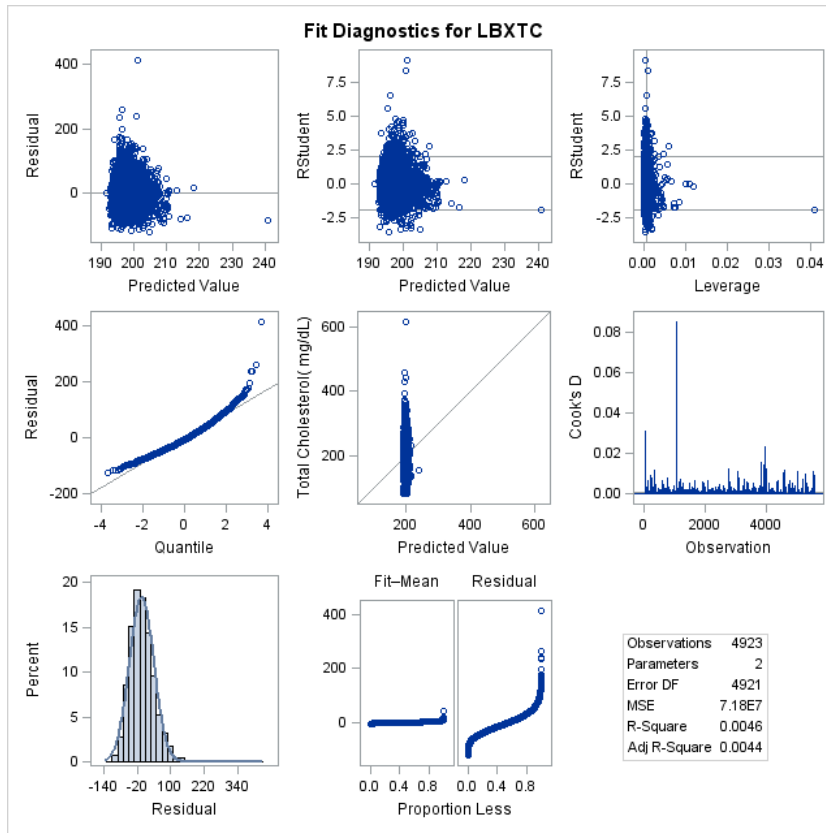 Fit Diagnostics for LBXTC
400
200
0
Residual
190 200 210 220 230 240
Predicted Value
7.5
5.0
2.5
0.0
-2.5
RStudent
190 200 210 220 230 240
Predicted Value
7.5
5.0
2.5
0.0
-2.5
RStudent
0.00 0.01 0.02 0.03 0.04
Leverage
400
200
0
-200
Residual
-4 -2 0 2 4
Quantile
600
400
200
Total Cholesterol( mg/dL)
200 400 600
Predicted Value
0.08
0.06
0.04
0.02
0.00
Cook's D
0 2000 4000
Observation
20
15
10
5
0
Percent
-140 -20 100 220 340
Residual
Fit–Mean Residual
400
200
0
0.0 0.4 0.8 0.0 0.4 0.8
Proportion Less
Observations 4923
Parameters 2
Error DF 4921
MSE 7.18E7
R-Square 0.0046
Adj R-Square 0.0044